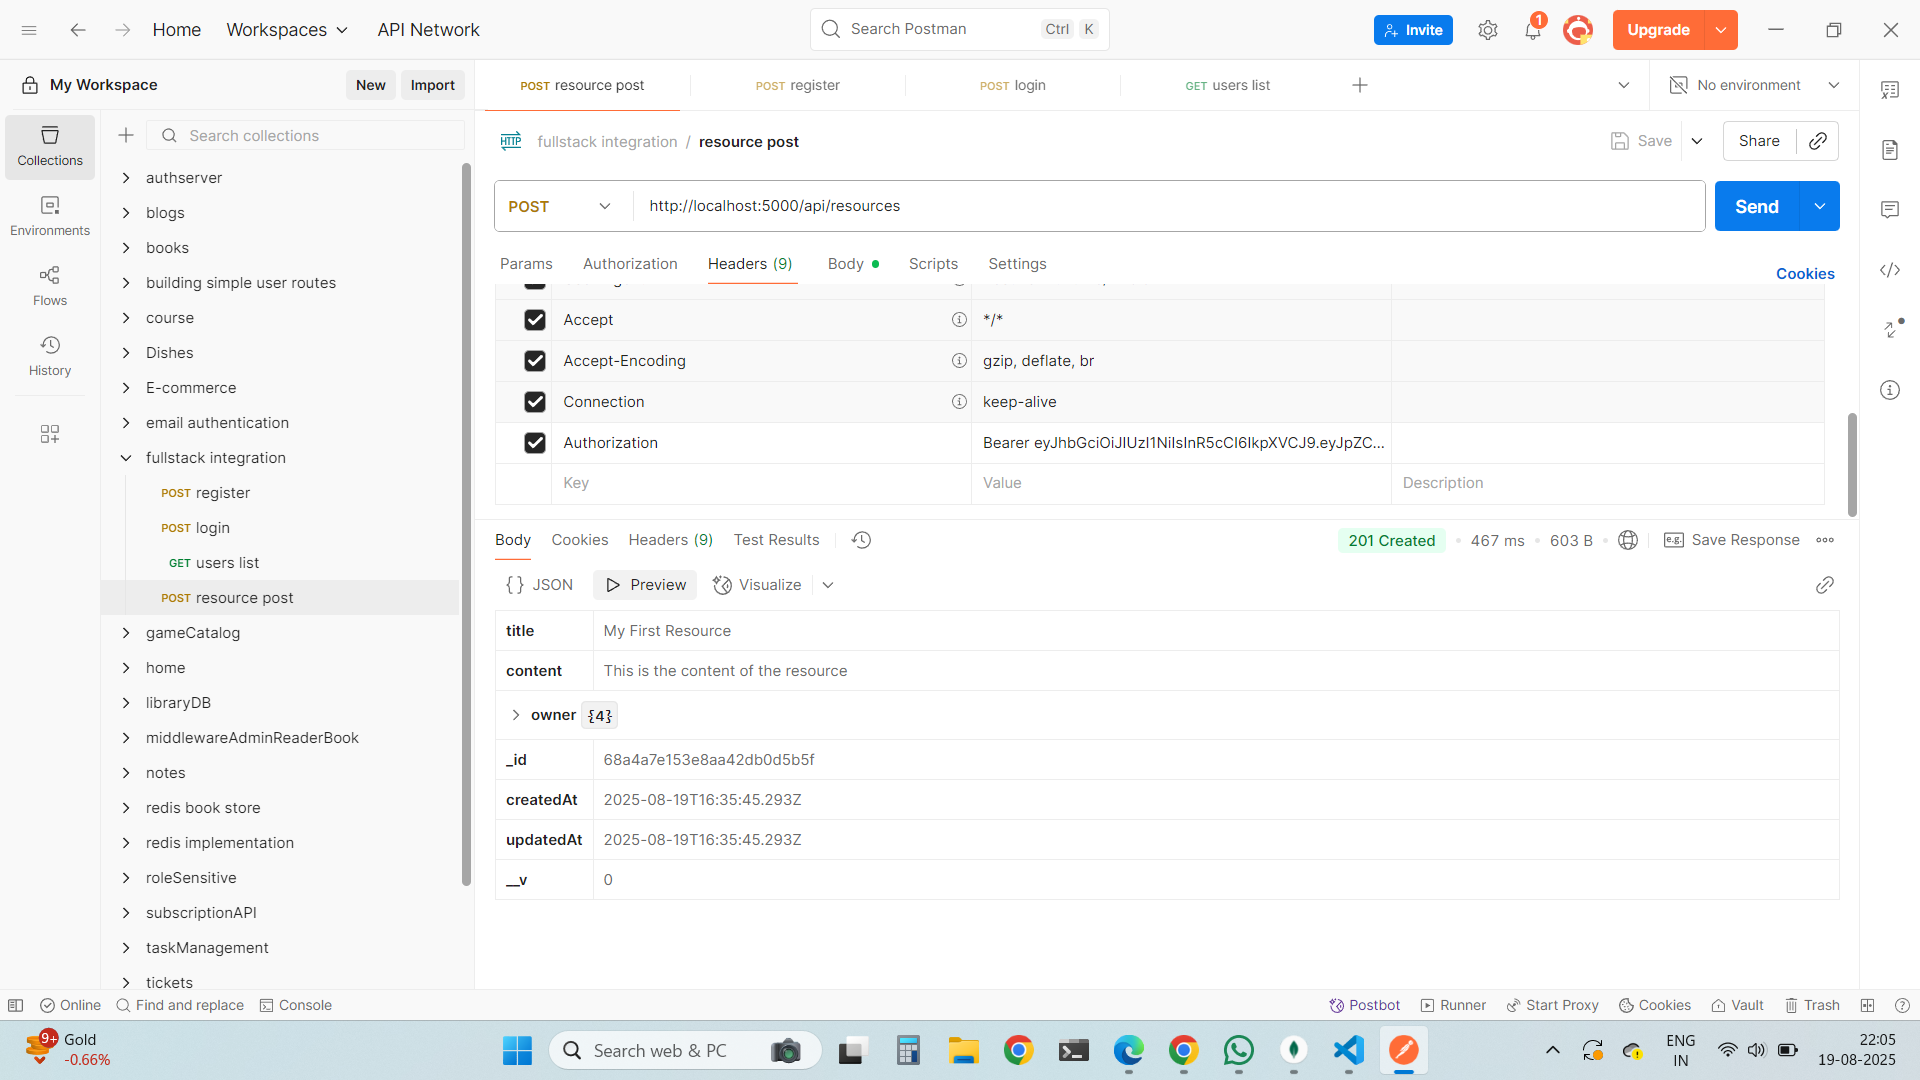 Home
Workspaces
API Network
Search Postman
Ctrl K
Invite
1
Upgrade
My Workspace
New
Import
POST resource post
POST register
POST login
GET users list
No environment
Collections
Environments
Flows
History
Search collections
authserver
blogs
books
building simple user routes
course
Dishes
E-commerce
email authentication
fullstack integration
POST register
POST login
GET users list
POST resource post
gameCatalog
home
libraryDB
middlewareAdminReaderBook
notes
redis book store
redis implementation
roleSensitive
subscriptionAPI
taskManagement
tickets
HTTP fullstack integration / resource post
Save
Share
POST
http://localhost:5000/api/resources
Send
Params
Authorization
Headers (9)
Body
Scripts
Settings
Cookies
Accept */*
Accept-Encoding gzip, deflate, br
Connection keep-alive
Authorization Bearer eyJhbGciOiJIUzI1NiIsInR5cCI6IkpXVCJ9.eyJpZC...
Key Value Description
Body
Cookies
Headers (9)
Test Results
201 Created
467 ms
603 B
e.g. Save Response
{} JSON
Preview
Visualize
title My First Resource
content This is the content of the resource
owner {4}
_id 68a4a7e153e8aa42db0d5b5f
createdAt 2025-08-19T16:35:45.293Z
updatedAt 2025-08-19T16:35:45.293Z
__v 0
Online
Find and replace
Console
Postbot
Runner
Start Proxy
Cookies
Vault
Trash
9+
Gold
-0.66%
Search web & PC
ENG
IN
22:05
19-08-2025